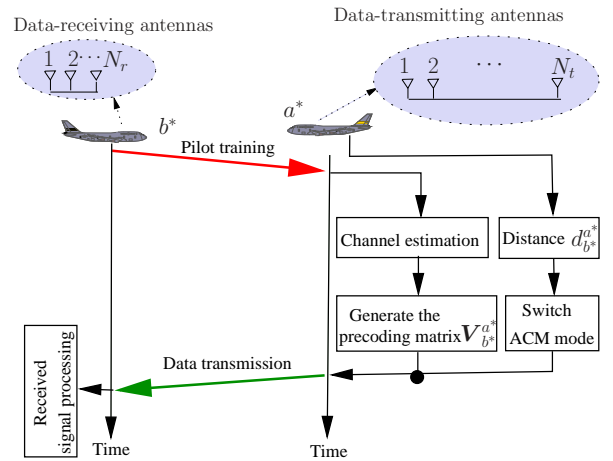 Data-receiving antennas
Data-transmitting antennas
1 2 ··· N_r
1 2 ··· N_t
b*
a*
Pilot training
Channel estimation
Distance d_{b*}^{a*}
Generate the
precoding matrix V_{b*}^{a*}
Switch
ACM mode
Data transmission
Received
signal processing
Time
Time